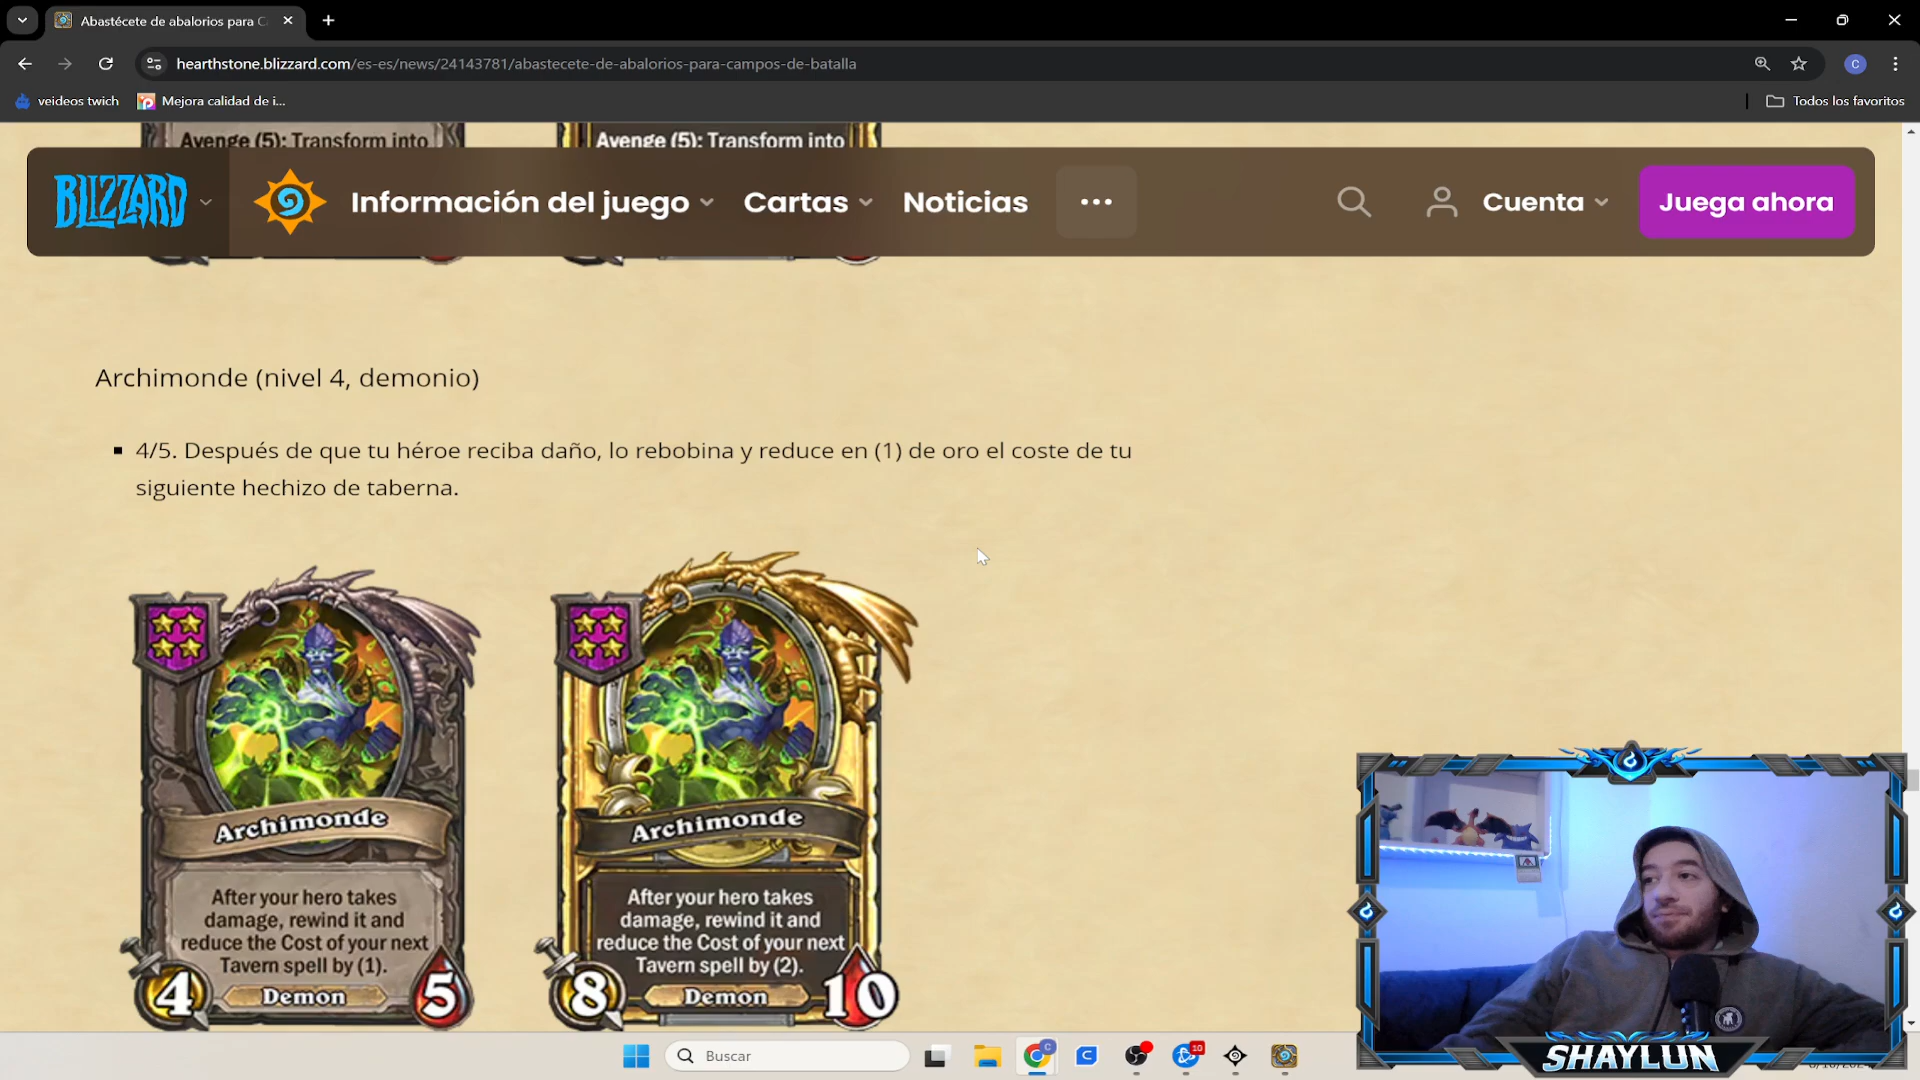 Abastécete de abalorios para C
hearthstone.blizzard.com/es-es/news/24143781/abastecete-de-abalorios-para-campos-de-batalla
C
veideos twich
Mejora calidad de i...
Todos los favoritos
Avenge (5): Transform into
Avenge (5): Transform into
BLIZZARD
Información del juego
Cartas
Noticias
Cuenta
Juega ahora
Archimonde (nivel 4, demonio)
4/5. Después de que tu héroe reciba daño, lo rebobina y reduce en (1) de oro el coste de tu
siguiente hechizo de taberna.
Archimonde
After your hero takes
damage, rewind it and
reduce the Cost of your next
Tavern spell by (1).
4
Demon
5
Archimonde
After your hero takes
damage, rewind it and
reduce the Cost of your next
Tavern spell by (2).
8
Demon
10
Buscar
C
10
SHAYLUN